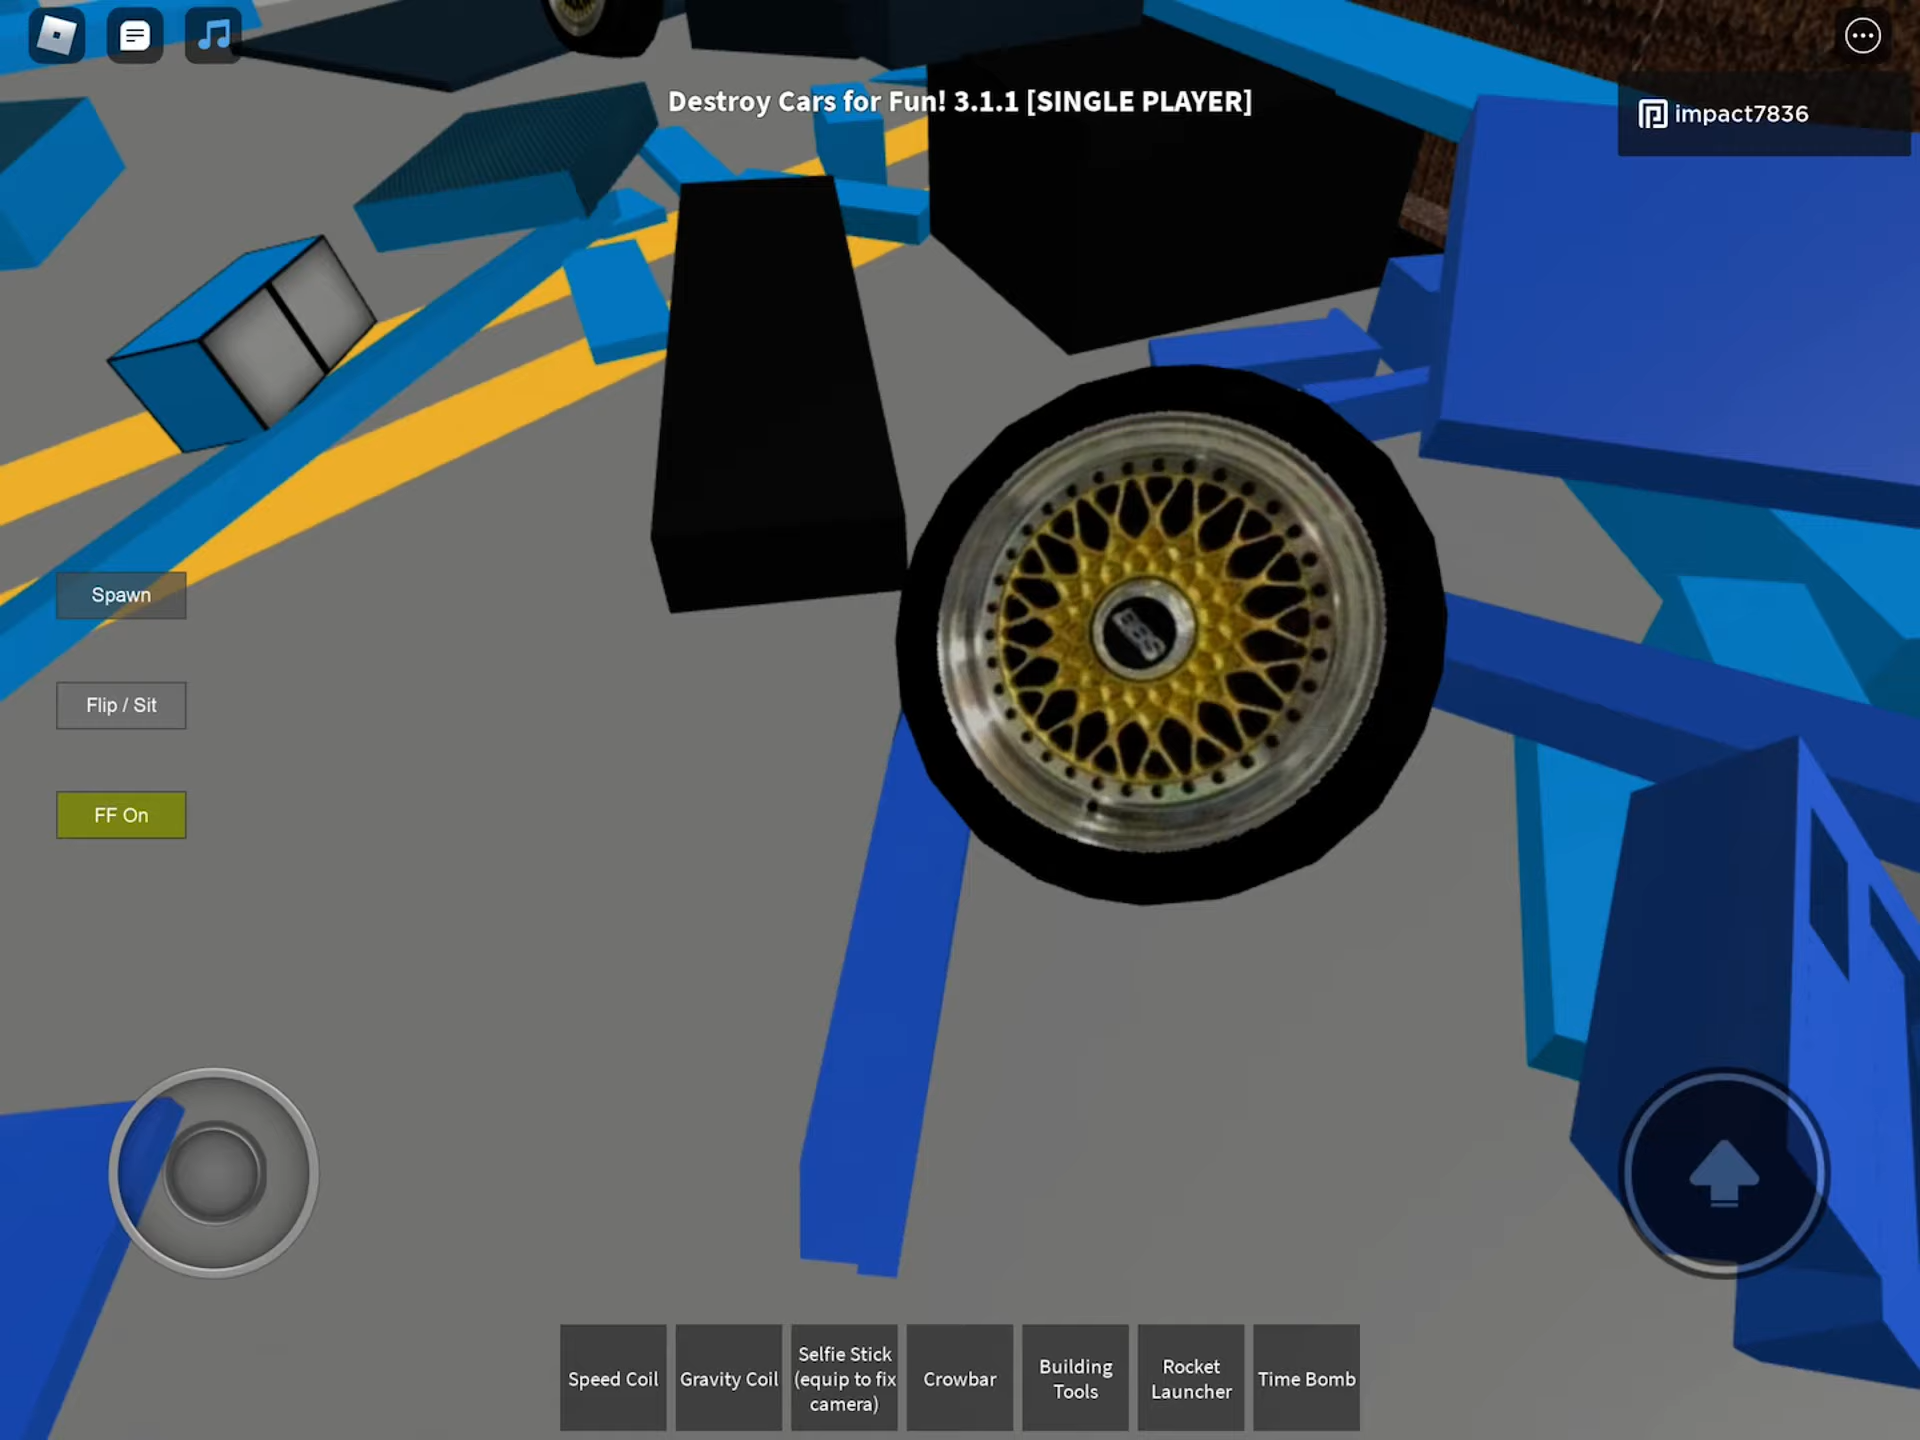 Destroy Cars for Fun! 3.1.1 [SINGLE PLAYER]
impact7836
Spawn
Flip / Sit
FF On
BBS
Speed Coil
Gravity Coil
Selfie Stick
(equip to fix
camera)
Crowbar
Building
Tools
Rocket
Launcher
Time Bomb